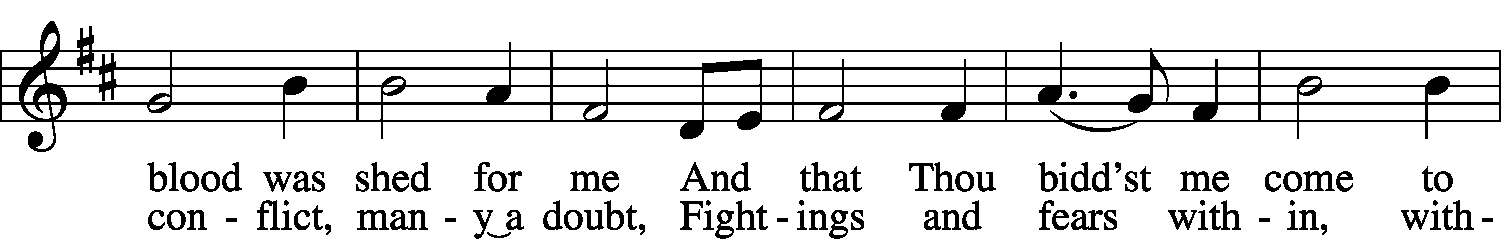 blood was shed for me And that Thou bidd’st me come to
con - flict, man - y a doubt, Fight - ings and fears with - in, with -